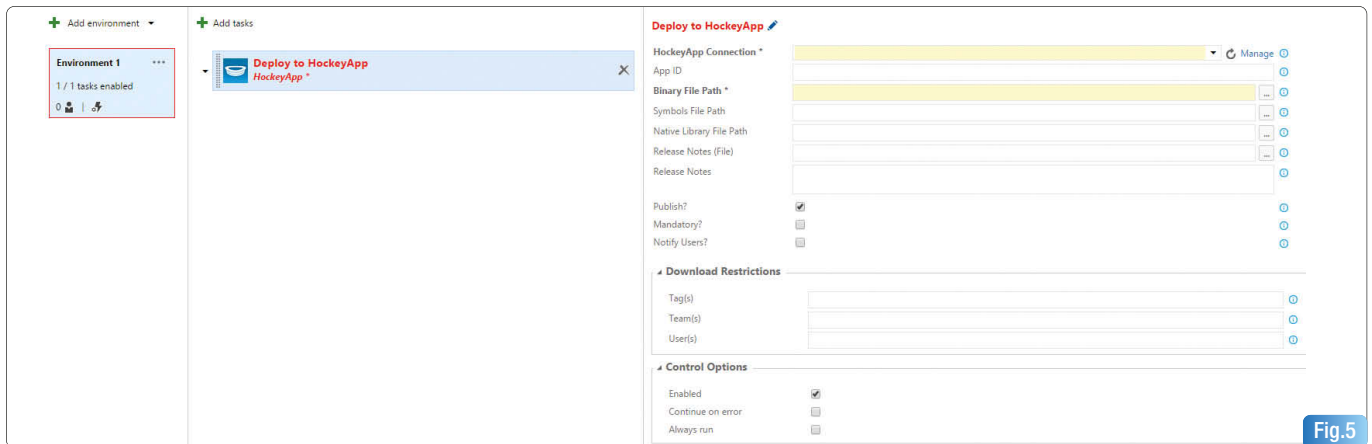 Add environment
Environment 1
1 / 1 tasks enabled
0
Add tasks
Deploy to HockeyApp
HockeyApp *
Deploy to HockeyApp
HockeyApp Connection *
Manage
App ID
Binary File Path *
...
Symbols File Path
...
Native Library File Path
...
Release Notes (File)
...
Release Notes
Publish?
Mandatory?
Notify Users?
Download Restrictions
Tag(s)
Team(s)
User(s)
Control Options
Enabled
Continue on error
Always run
Fig.5